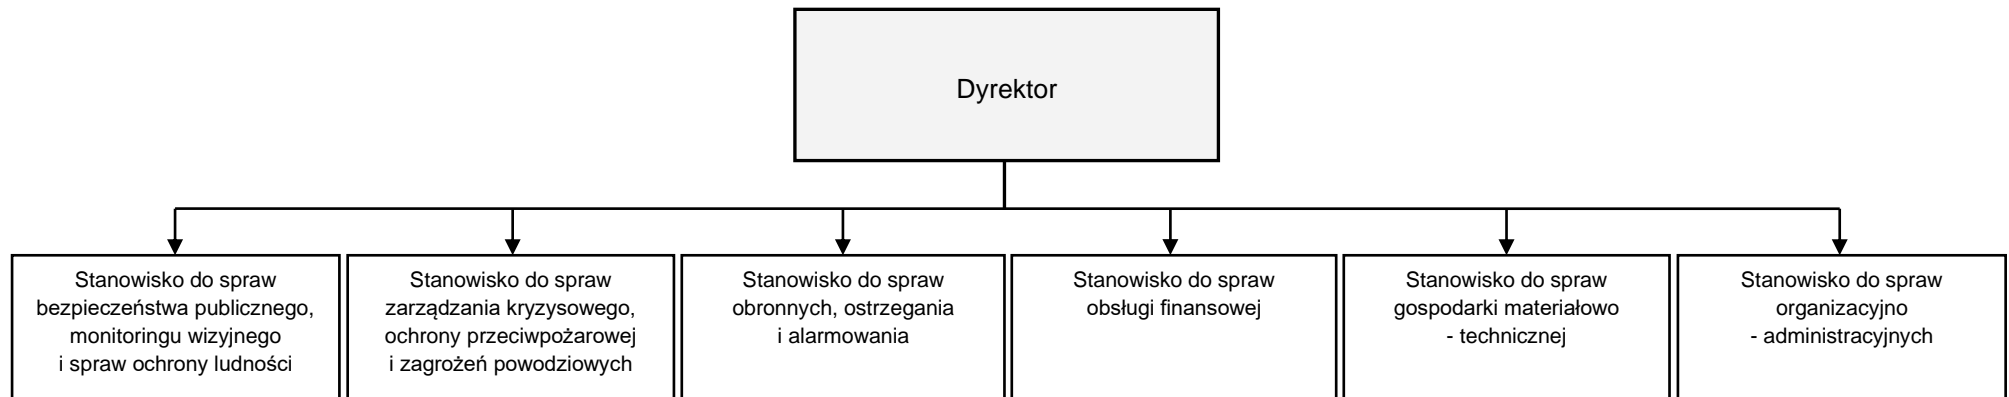 Dyrektor
Stanowisko do spraw
bezpieczeństwa publicznego,
monitoringu wizyjnego
i spraw ochrony ludności
Stanowisko do spraw
zarządzania kryzysowego,
ochrony przeciwpożarowej
i zagrożeń powodziowych
Stanowisko do spraw
obronnych, ostrzegania
i alarmowania
Stanowisko do spraw
obsługi finansowej
Stanowisko do spraw
gospodarki materiałowo
- technicznej
Stanowisko do spraw
organizacyjno
- administracyjnych